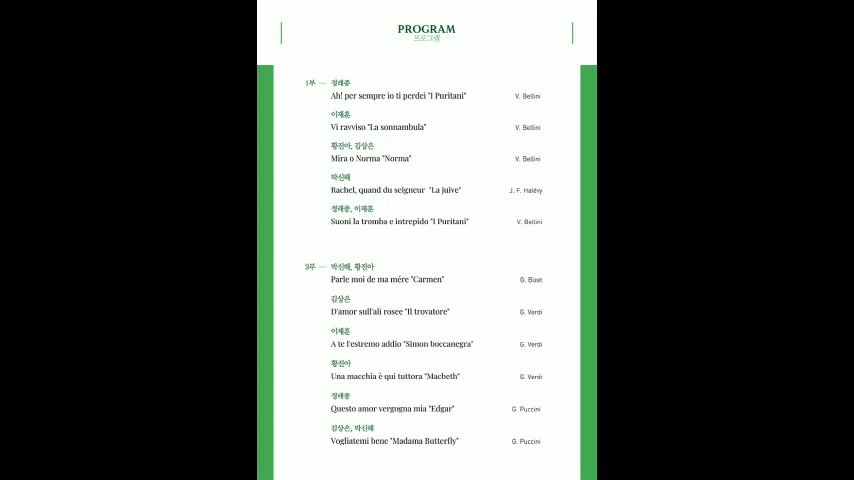 PROGRAM
프로그램
1부 — 정래종
Ah! per sempre io ti perdei "I Puritani" V. Bellini
이재훈
Vi ravviso "La sonnambula" V. Bellini
황진아, 김상은
Mira o Norma "Norma" V. Bellini
박신해
Rachel, quand du seigneur "La juive" J. F. Halévy
정래종, 이재훈
Suoni la tromba e intrepido "I Puritani" V. Bellini
2부 — 박신해, 황진아
Parle moi de ma mére "Carmen" G. Bizet
김상은
D'amor sull'ali rosee "Il trovatore" G. Verdi
이재훈
A te l'estremo addio "Simon boccanegra" G. Verdi
황진아
Una macchia è qui tuttora "Macbeth" G. Verdi
정래종
Questo amor vergogna mia "Edgar" G. Puccini
김상은, 박신해
Vogliatemi bene "Madama Butterfly" G. Puccini